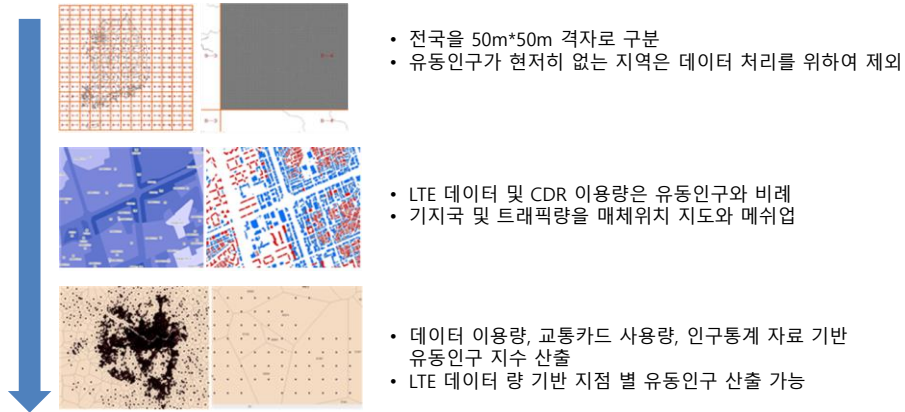 • 전국을 50m*50m 격자로 구분
• 유동인구가 현저히 없는 지역은 데이터 처리를 위하여 제외
• LTE 데이터 및 CDR 이용량은 유동인구와 비례
• 기지국 및 트래픽량을 매체위치 지도와 메쉬업
• 데이터 이용량, 교통카드 사용량, 인구통계 자료 기반
유동인구 지수 산출
• LTE 데이터 량 기반 지점 별 유동인구 산출 가능